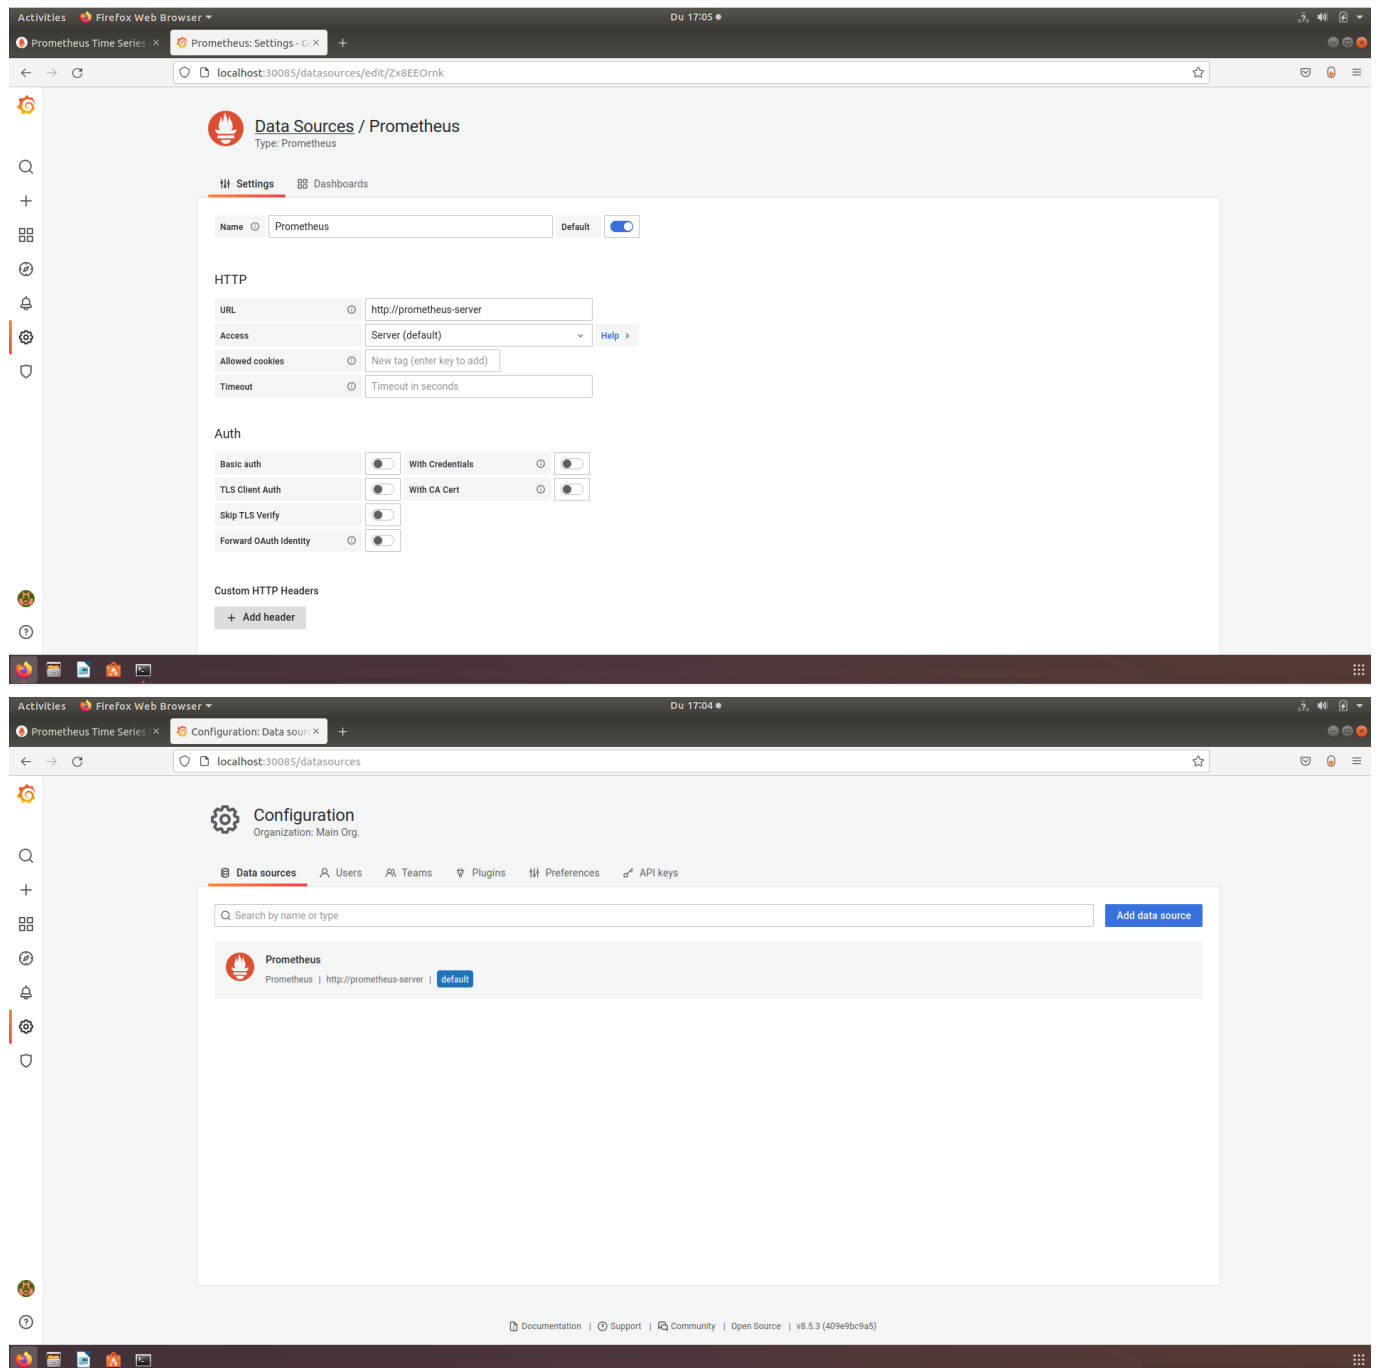 Activities Firefox Web Browser Du 17:05
Prometheus Time Series × Prometheus: Settings - G × +
localhost:30085/datasources/edit/Zx8EEOrnk
Data Sources / Prometheus
Type: Prometheus
Settings Dashboards
Name Prometheus Default
HTTP
URL http://prometheus-server
Access Server (default) Help >
Allowed cookies New tag (enter key to add)
Timeout Timeout in seconds
Auth
Basic auth With Credentials
TLS Client Auth With CA Cert
Skip TLS Verify
Forward OAuth Identity
Custom HTTP Headers
+ Add header
Activities Firefox Web Browser Du 17:04
Prometheus Time Series × Configuration: Data sour × +
localhost:30085/datasources
Configuration
Organization: Main Org.
Data sources Users Teams Plugins Preferences API keys
Search by name or type Add data source
Prometheus
Prometheus | http://prometheus-server | default
Documentation | Support | Community | Open Source | v8.5.3 (409e9bc9a5)